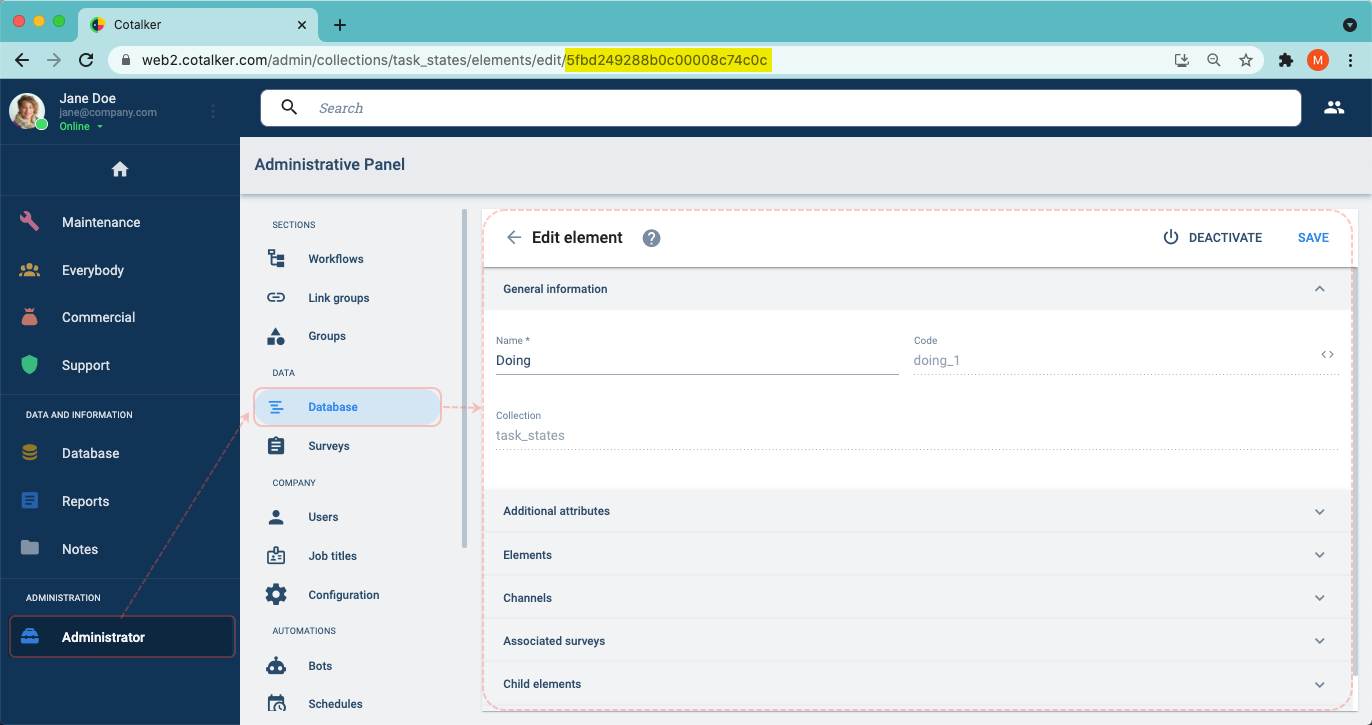 Cotalker
web2.cotalker.com/admin/collections/task_states/elements/edit/5fbd249288b0c00008c74c0c
M
Jane Doe
jane@company.com
Online
Search
Administrative Panel
Maintenance
Everybody
Commercial
Support
DATA AND INFORMATION
Database
Reports
Notes
ADMINISTRATION
Administrator
SECTIONS
Workflows
Link groups
Groups
DATA
Database
Surveys
COMPANY
Users
Job titles
Configuration
AUTOMATIONS
Bots
Schedules
Edit element ?
DEACTIVATE SAVE
General information
Name * Code
Doing doing_1
Collection
task_states
Additional attributes
Elements
Channels
Associated surveys
Child elements